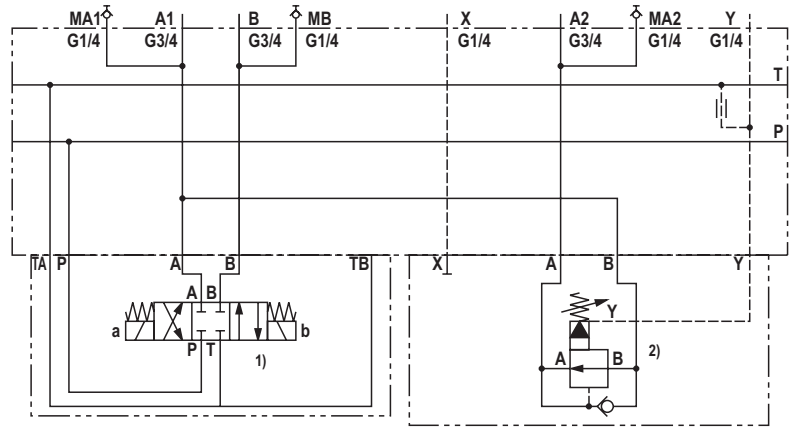 MA1 A1 B MB X A2 MA2 Y
G1/4 G3/4 G3/4 G1/4 G1/4 G3/4 G1/4 G1/4
T
P
TA P A B TB X A B Y
A B
a b
P T 1)
Y
A B 2)